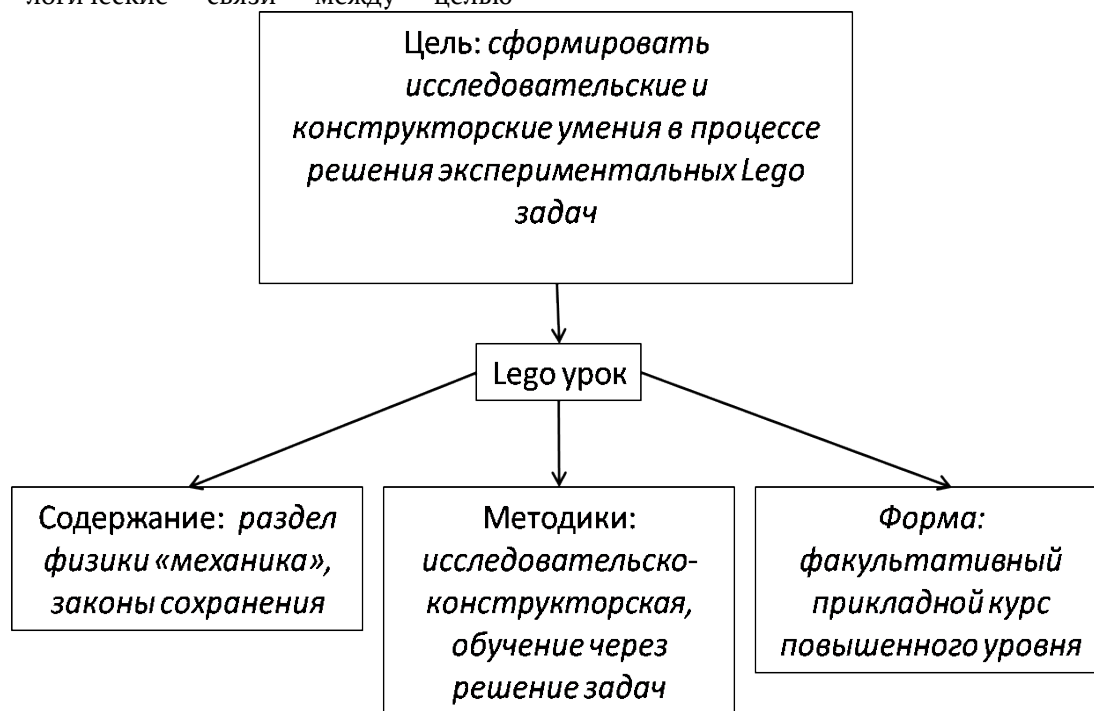 логические связи между целью
Цель: сформировать
исследовательские и
конструкторские умения в процессе
решения экспериментальных Lego
задач
Lego урок
Содержание: раздел
физики «механика»,
законы сохранения
Методики:
исследовательско-
конструкторская,
обучение через
решение задач
Форма:
факультативный
прикладной курс
повышенного уровня